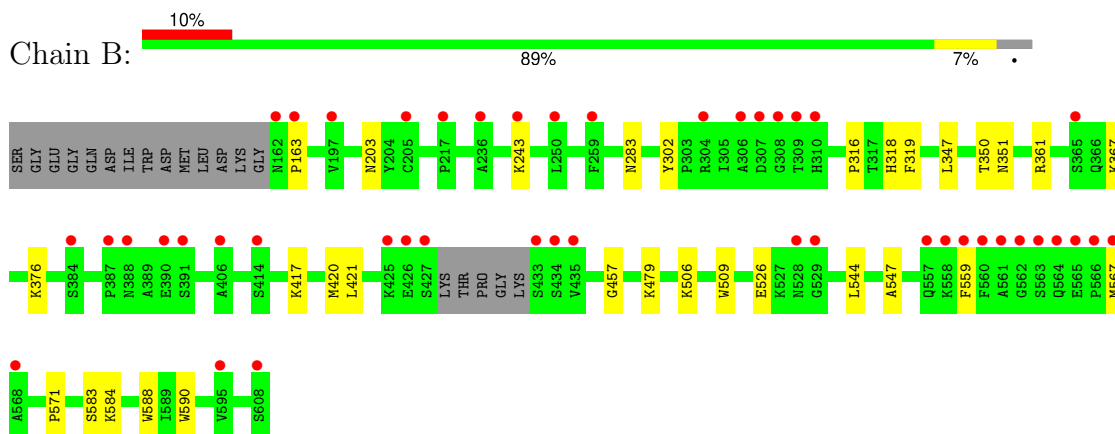 10%
Chain B:
89% 7% •
SER GLY GLU GLY GLN ASP ILE TRP ASP ASP MET LEU ASP LYS GLY N162 P163 V197 N203 Y204 C205 P217 A236 K243 L250 F259 N283 Y302 P303 R304 I305 A306 D307 G308 T309 H310 P316 T317 H318 F319 L347 T350 N351 R361 S365 Q366 K367
K376 S384 P387 N388 A389 E390 S391 A406 S414 K417 M420 L421 K425 E426 S427 LYS THR PRO GLY LYS S433 S434 V435 G457 K479 K506 W509 E526 K527 N528 G529 L544 A547 Q557 K558 F559 F560 A561 G562 S563 Q564 E565 P566 M567
A568 P571 S583 K584 W588 I589 W590 V595 S608